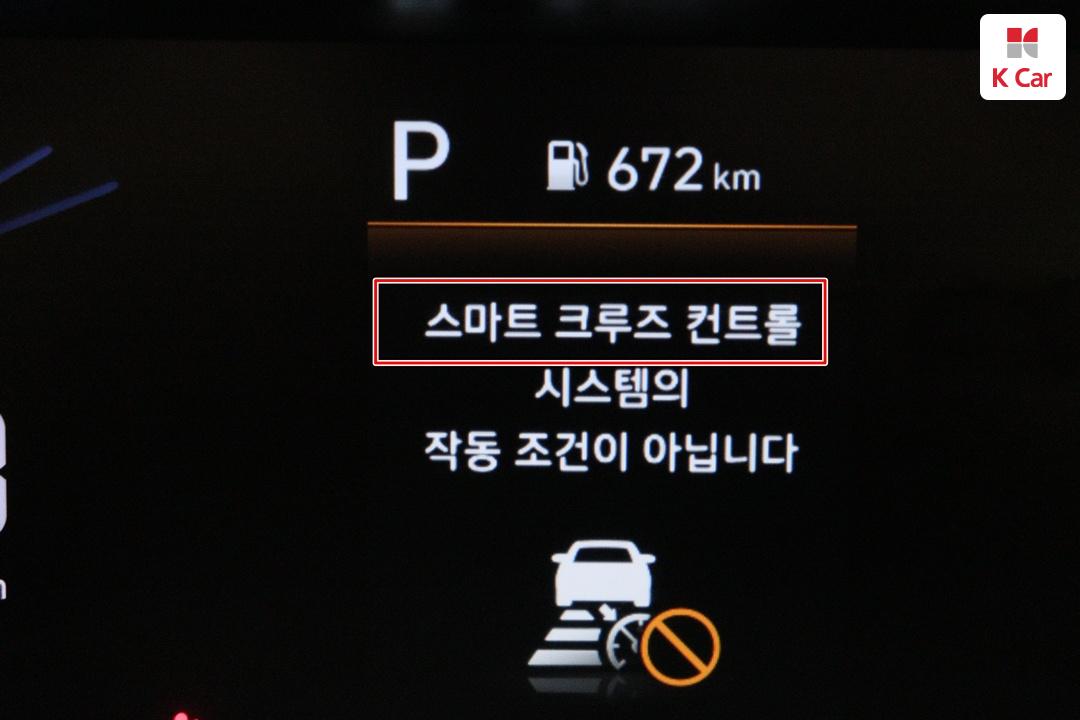 K Car
P 672 km
스마트 크루즈 컨트롤
시스템의
작동 조건이 아닙니다